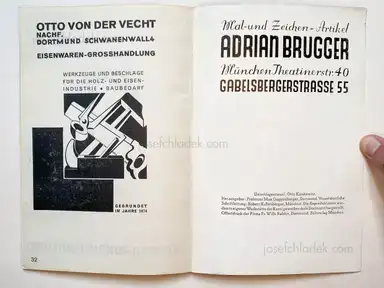 OTTO VON DER VECHT
NACHF.
DORTMUND SCHWANENWALL 4
EISENWAREN-GROSSHANDLUNG
WERKZEUGE UND BESCHLÄGE
FÜR DIE HOLZ- UND EISEN-
INDUSTRIE • BAUBEDARF
GEGRÜNDET
IM JAHRE 1874
32
Mal- und Zeichen-Artikel
ADRIAN BRUGGER
München Theatinerstr. 40
GABELSBERGERSTRASSE 55
josefchladek.com
josefchladek.com